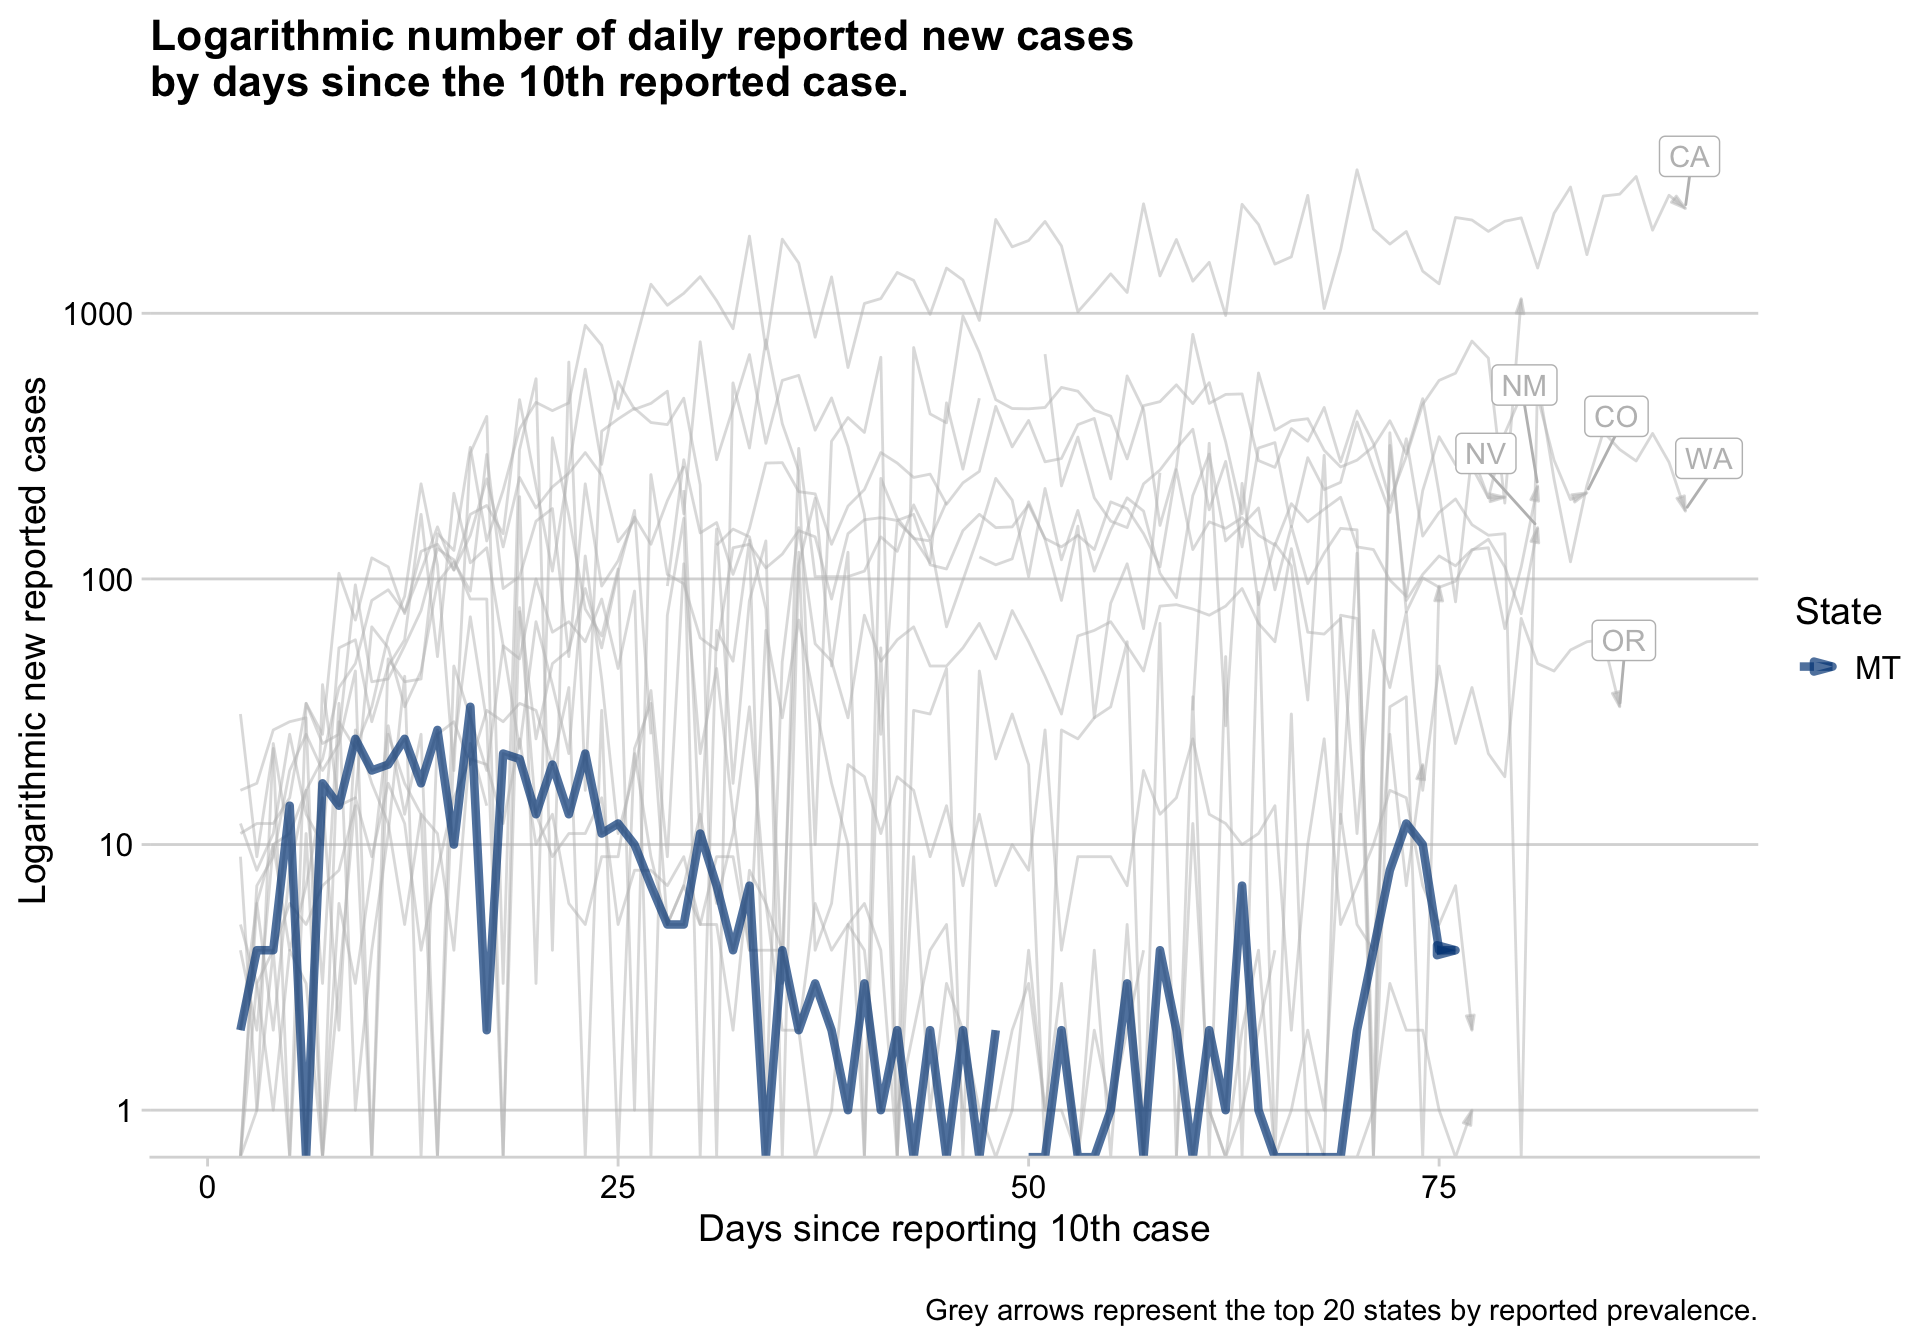 Logarithmic number of daily reported new cases
by days since the 10th reported case.
Logarithmic new reported cases
1000
100
10
1
CA
NM
CO
NV
WA
OR
State
MT
0
25
50
75
Days since reporting 10th case
Grey arrows represent the top 20 states by reported prevalence.